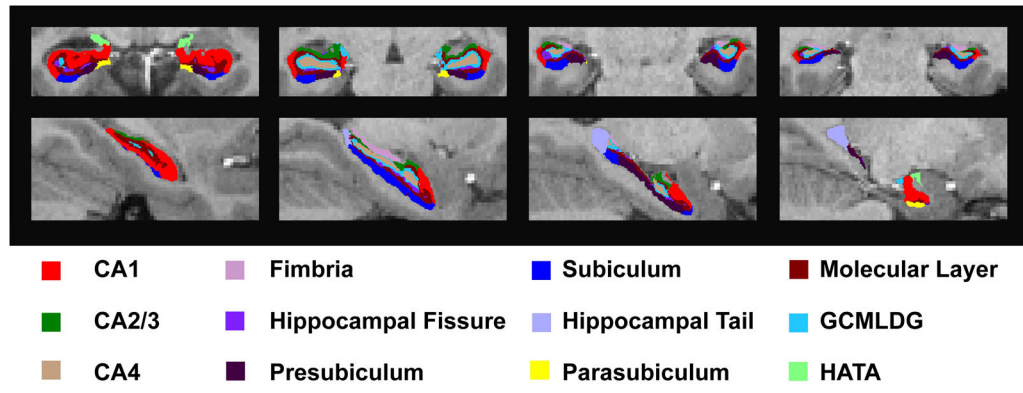 CA1 Fimbria Subiculum Molecular Layer
CA2/3 Hippocampal Fissure Hippocampal Tail GCMLDG
CA4 Presubiculum Parasubiculum HATA